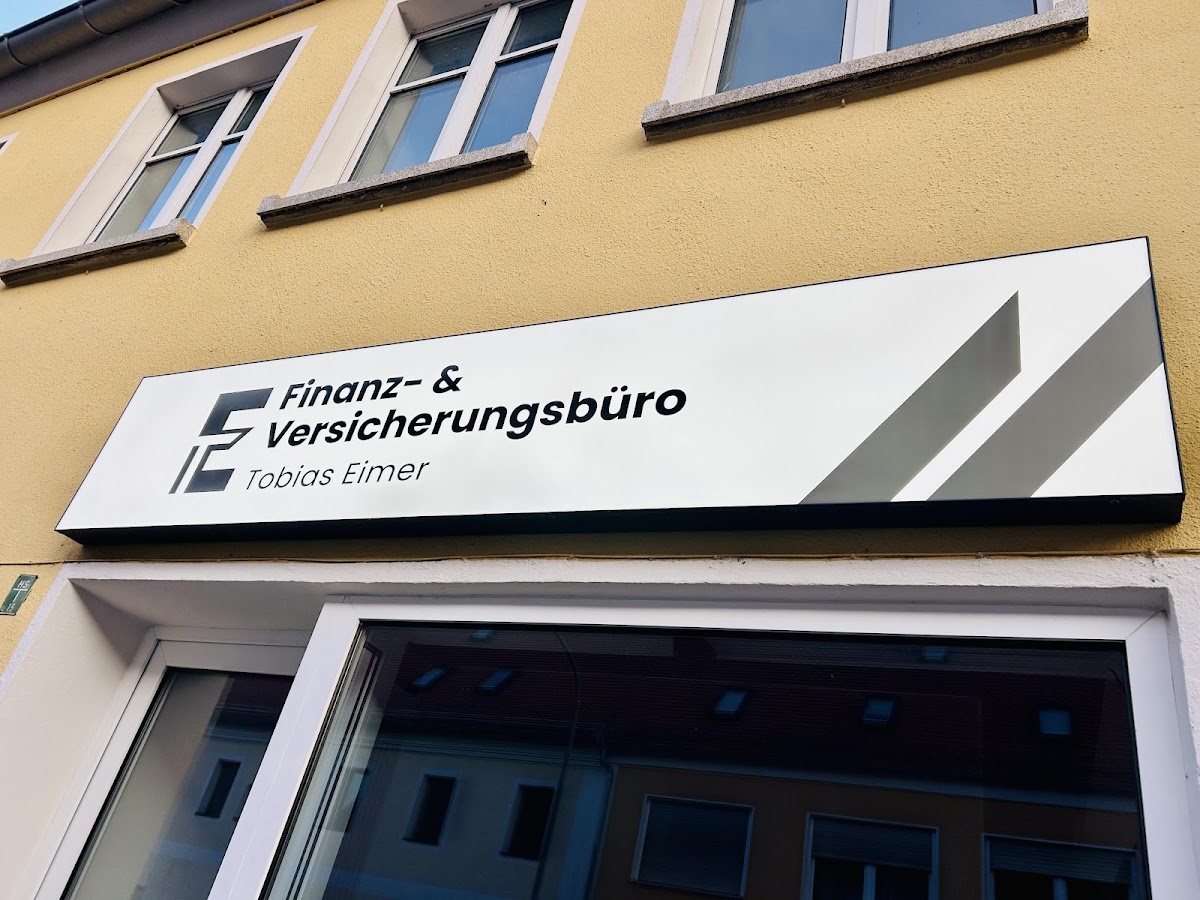 Finanz- &
Versicherungsbüro
Tobias Eimer